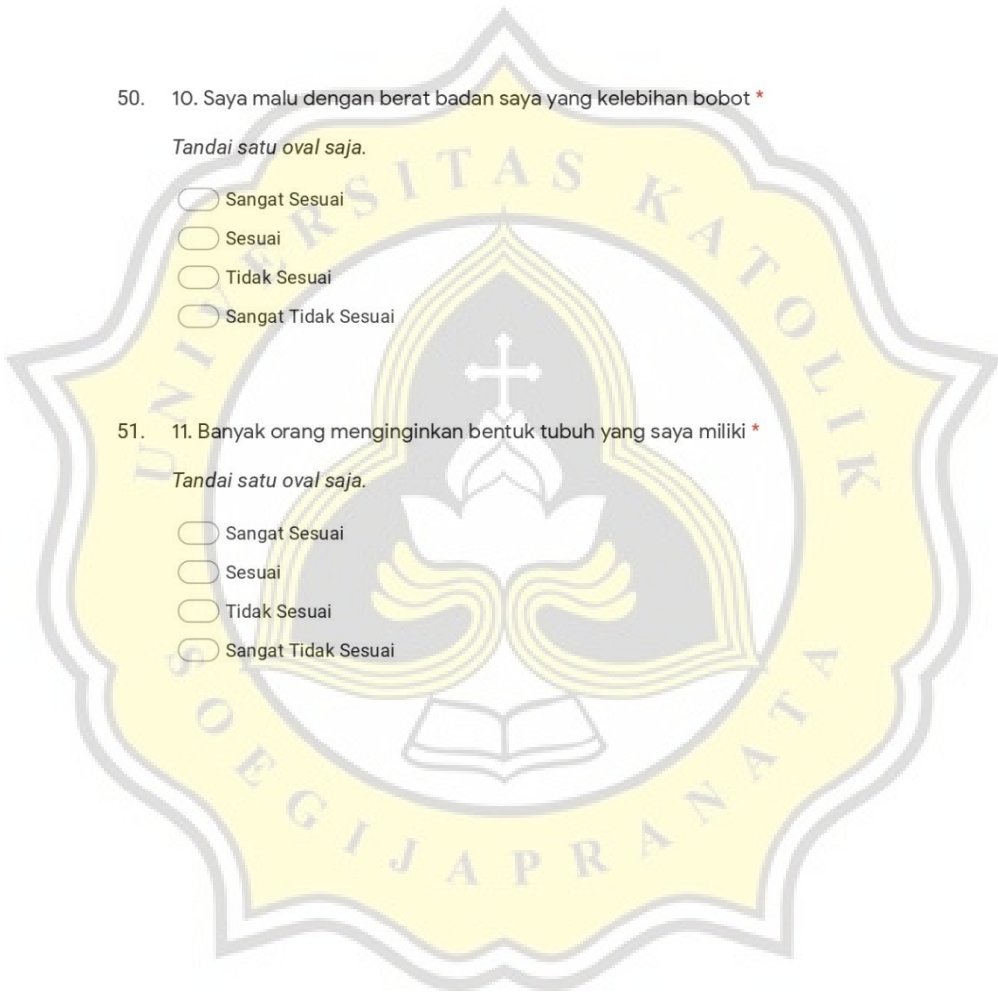 50. 10. Saya malu dengan berat badan saya yang kelebihan bobot *
Tandai satu oval saja.
Sangat Sesuai
Sesuai
Tidak Sesuai
Sangat Tidak Sesuai
51. 11. Banyak orang menginginkan bentuk tubuh yang saya miliki *
Tandai satu oval saja.
Sangat Sesuai
Sesuai
Tidak Sesuai
Sangat Tidak Sesuai
UNIVERSITAS KATOLIK
SOEGIJAPRANATA